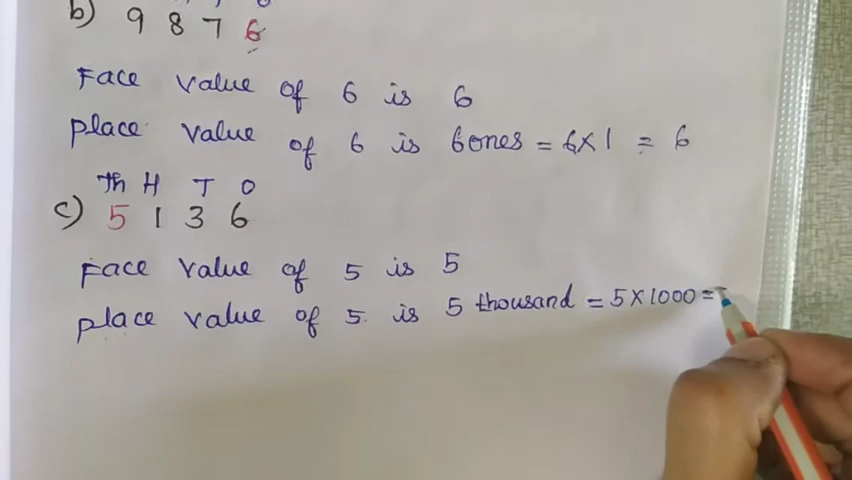 b) 9 8 7 6
Face value of 6 is 6
place value of 6 is 6ones = 6×1 = 6
Th H T O
c) 5 1 3 6
Face value of 5 is 5
place value of 5 is 5 thousand = 5×1000 =